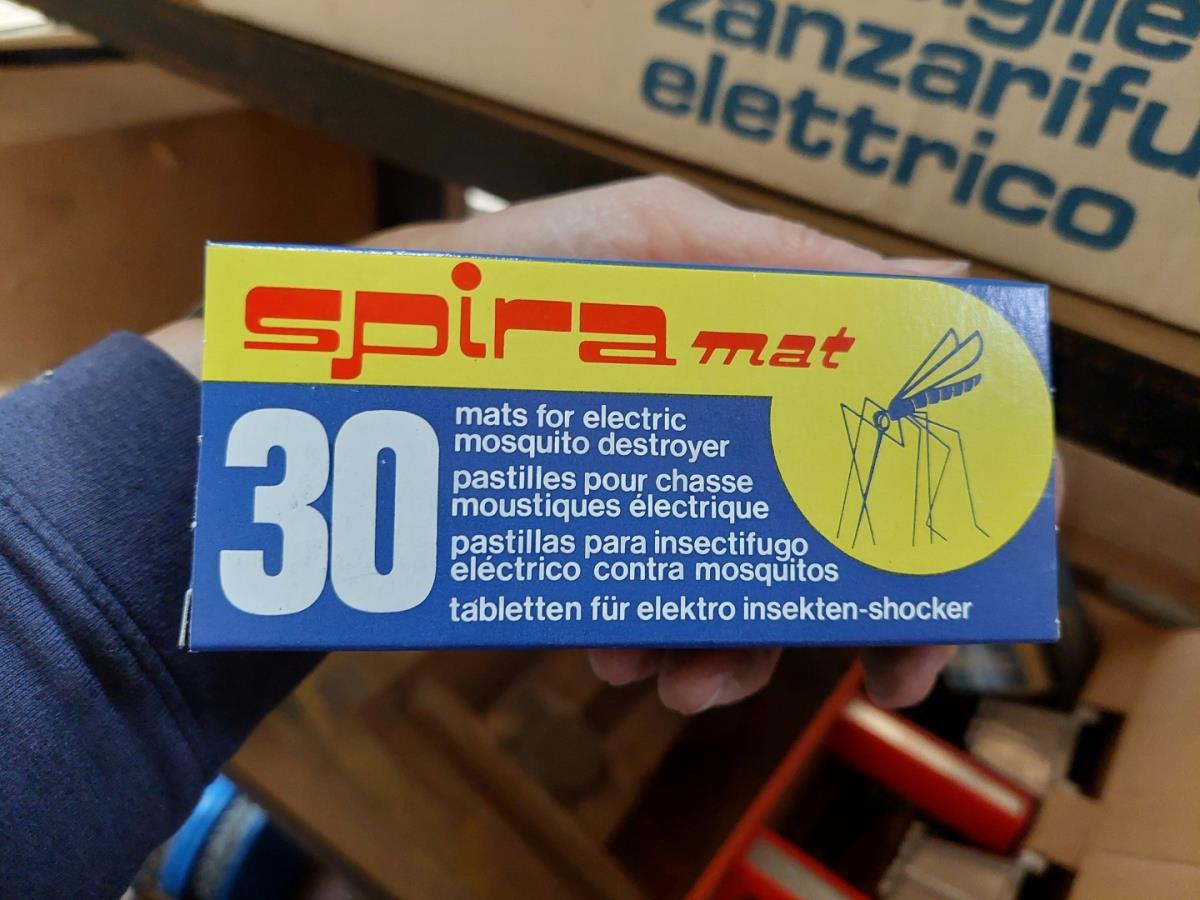 zanzarifu
elettrico
spira mat
30
mats for electric
mosquito destroyer
pastilles pour chasse
moustiques électrique
pastillas para insectifugo
eléctrico contra mosquitos
tabletten für elektro insekten-shocker